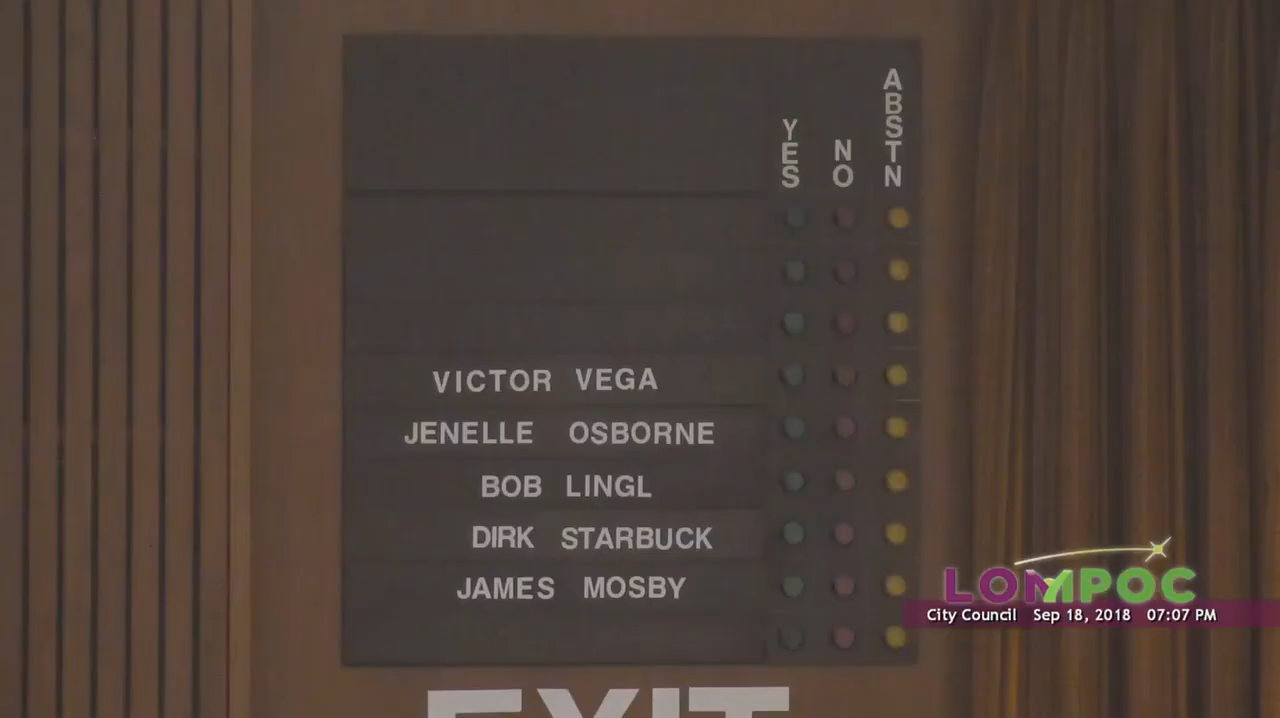 YES NO ABSTN
VICTOR VEGA
JENELLE OSBORNE
BOB LINGL
DIRK STARBUCK
JAMES MOSBY
LOMPOC
City Council Sep 18, 2018 07:07 PM
EXIT